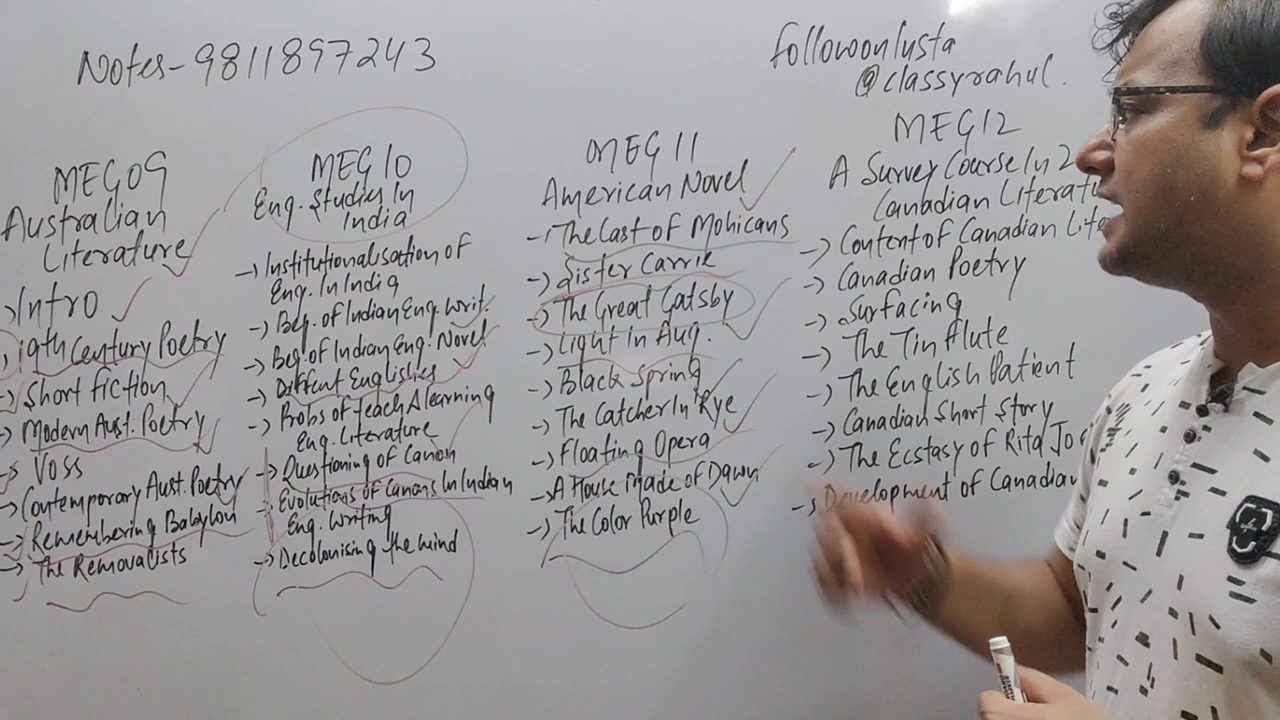 Notes-9811897243
followonInsta
@classyrahul.
MEG09
Australian
Literature
-> Intro
-> 19th Century Poetry
-> Short fiction
-> Modern Aust. Poetry
-> Voss
-> Contemporary Aust. Poetry
-> Remembering Babylon
-> The Removalists
MEG10
Eng. Studies In
India
-> Institutionalisation of
Eng. In India
-> Beg. of Indian Eng. Writ.
-> Beg. of Indian Eng. Novel
-> Diffent Englishes
-> Probs of teach & learning
Eng. Literature
-> Questioning of Canon
-> Evolutions of Canons In Indian
Eng. Writing
-> Decolonising the mind
MEG 11
American Novel
-> The Last of Mohicans
-> Sister Carrie
-> The Great Gatsby
-> Light In Aug.
-> Black Spring
-> The Catcher In Rye
-> Floating Opera
-> A House Made of Dawn
-> The Color Purple
MEG12
A Survey Course In 2
Canadian Literatu
-> Content of Canadian Lite
-> Canadian Poetry
-> Surfacing
-> The Tin flute
-> The English Patient
-> Canadian Short Story
-> The Ecstasy of Rita Joe
-> Development of Canadian